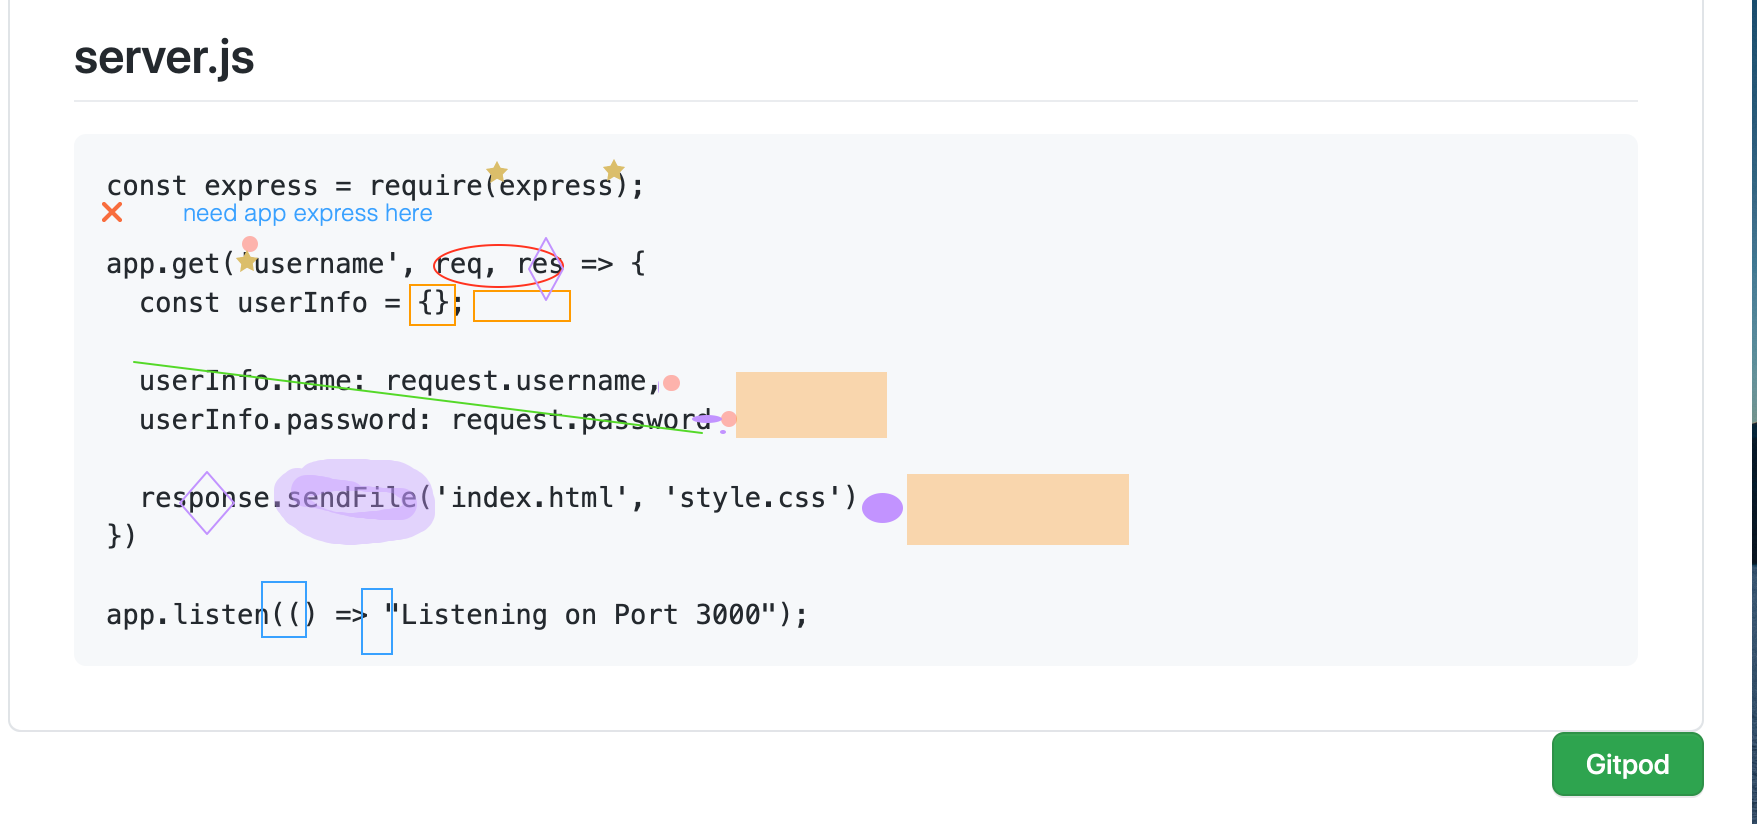 server.js
const express = require(express);
need app express here
app.get('username', req, res => {
  const userInfo = {};
  userInfo.name: request.username,
  userInfo.password: request.password
  response.sendFile('index.html', 'style.css')
})
app.listen(() => "Listening on Port 3000");
Gitpod